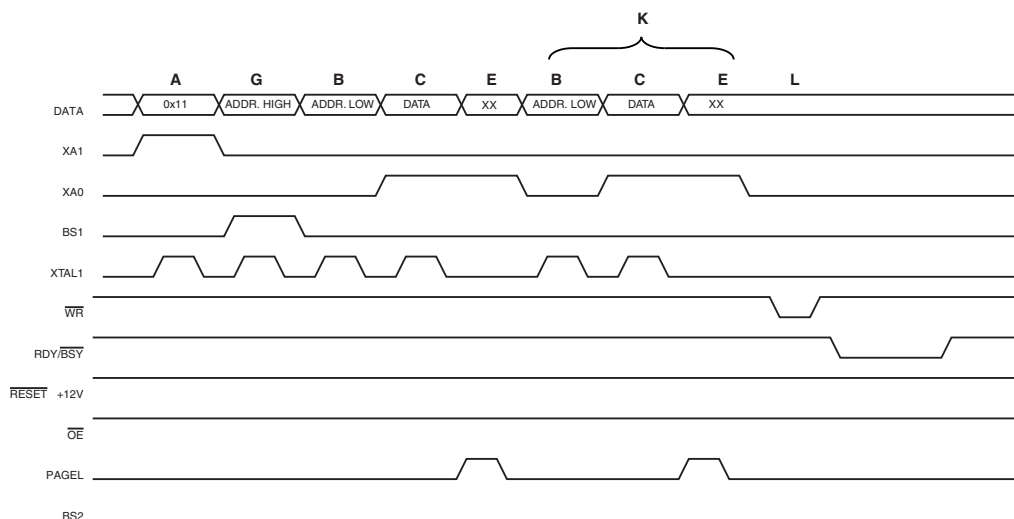 K
A G B C E B C E L
DATA 0x11 ADDR. HIGH ADDR. LOW DATA XX ADDR. LOW DATA XX
XA1
XA0
BS1
XTAL1
WR
RDY/BSY
RESET +12V
OE
PAGEL
BS2